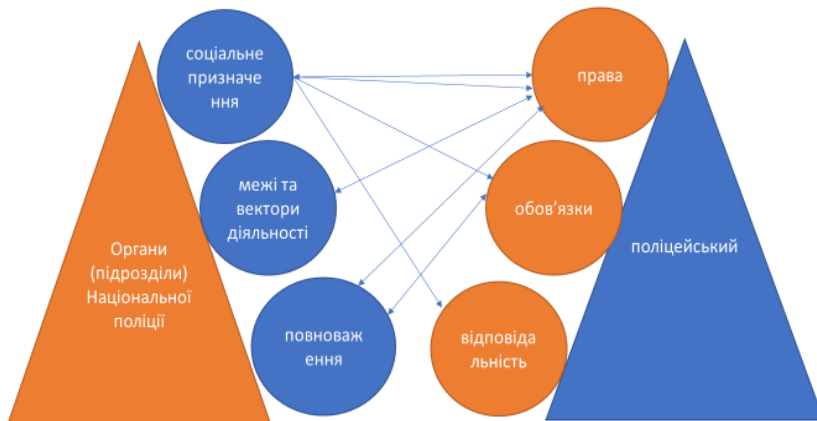 соціальне
призначе
ння
права
межі та
вектори
діяльності
обов’язки
Органи
(підрозділи)
Національної
поліції
поліцейський
повноваж
ення
відповіда
льність